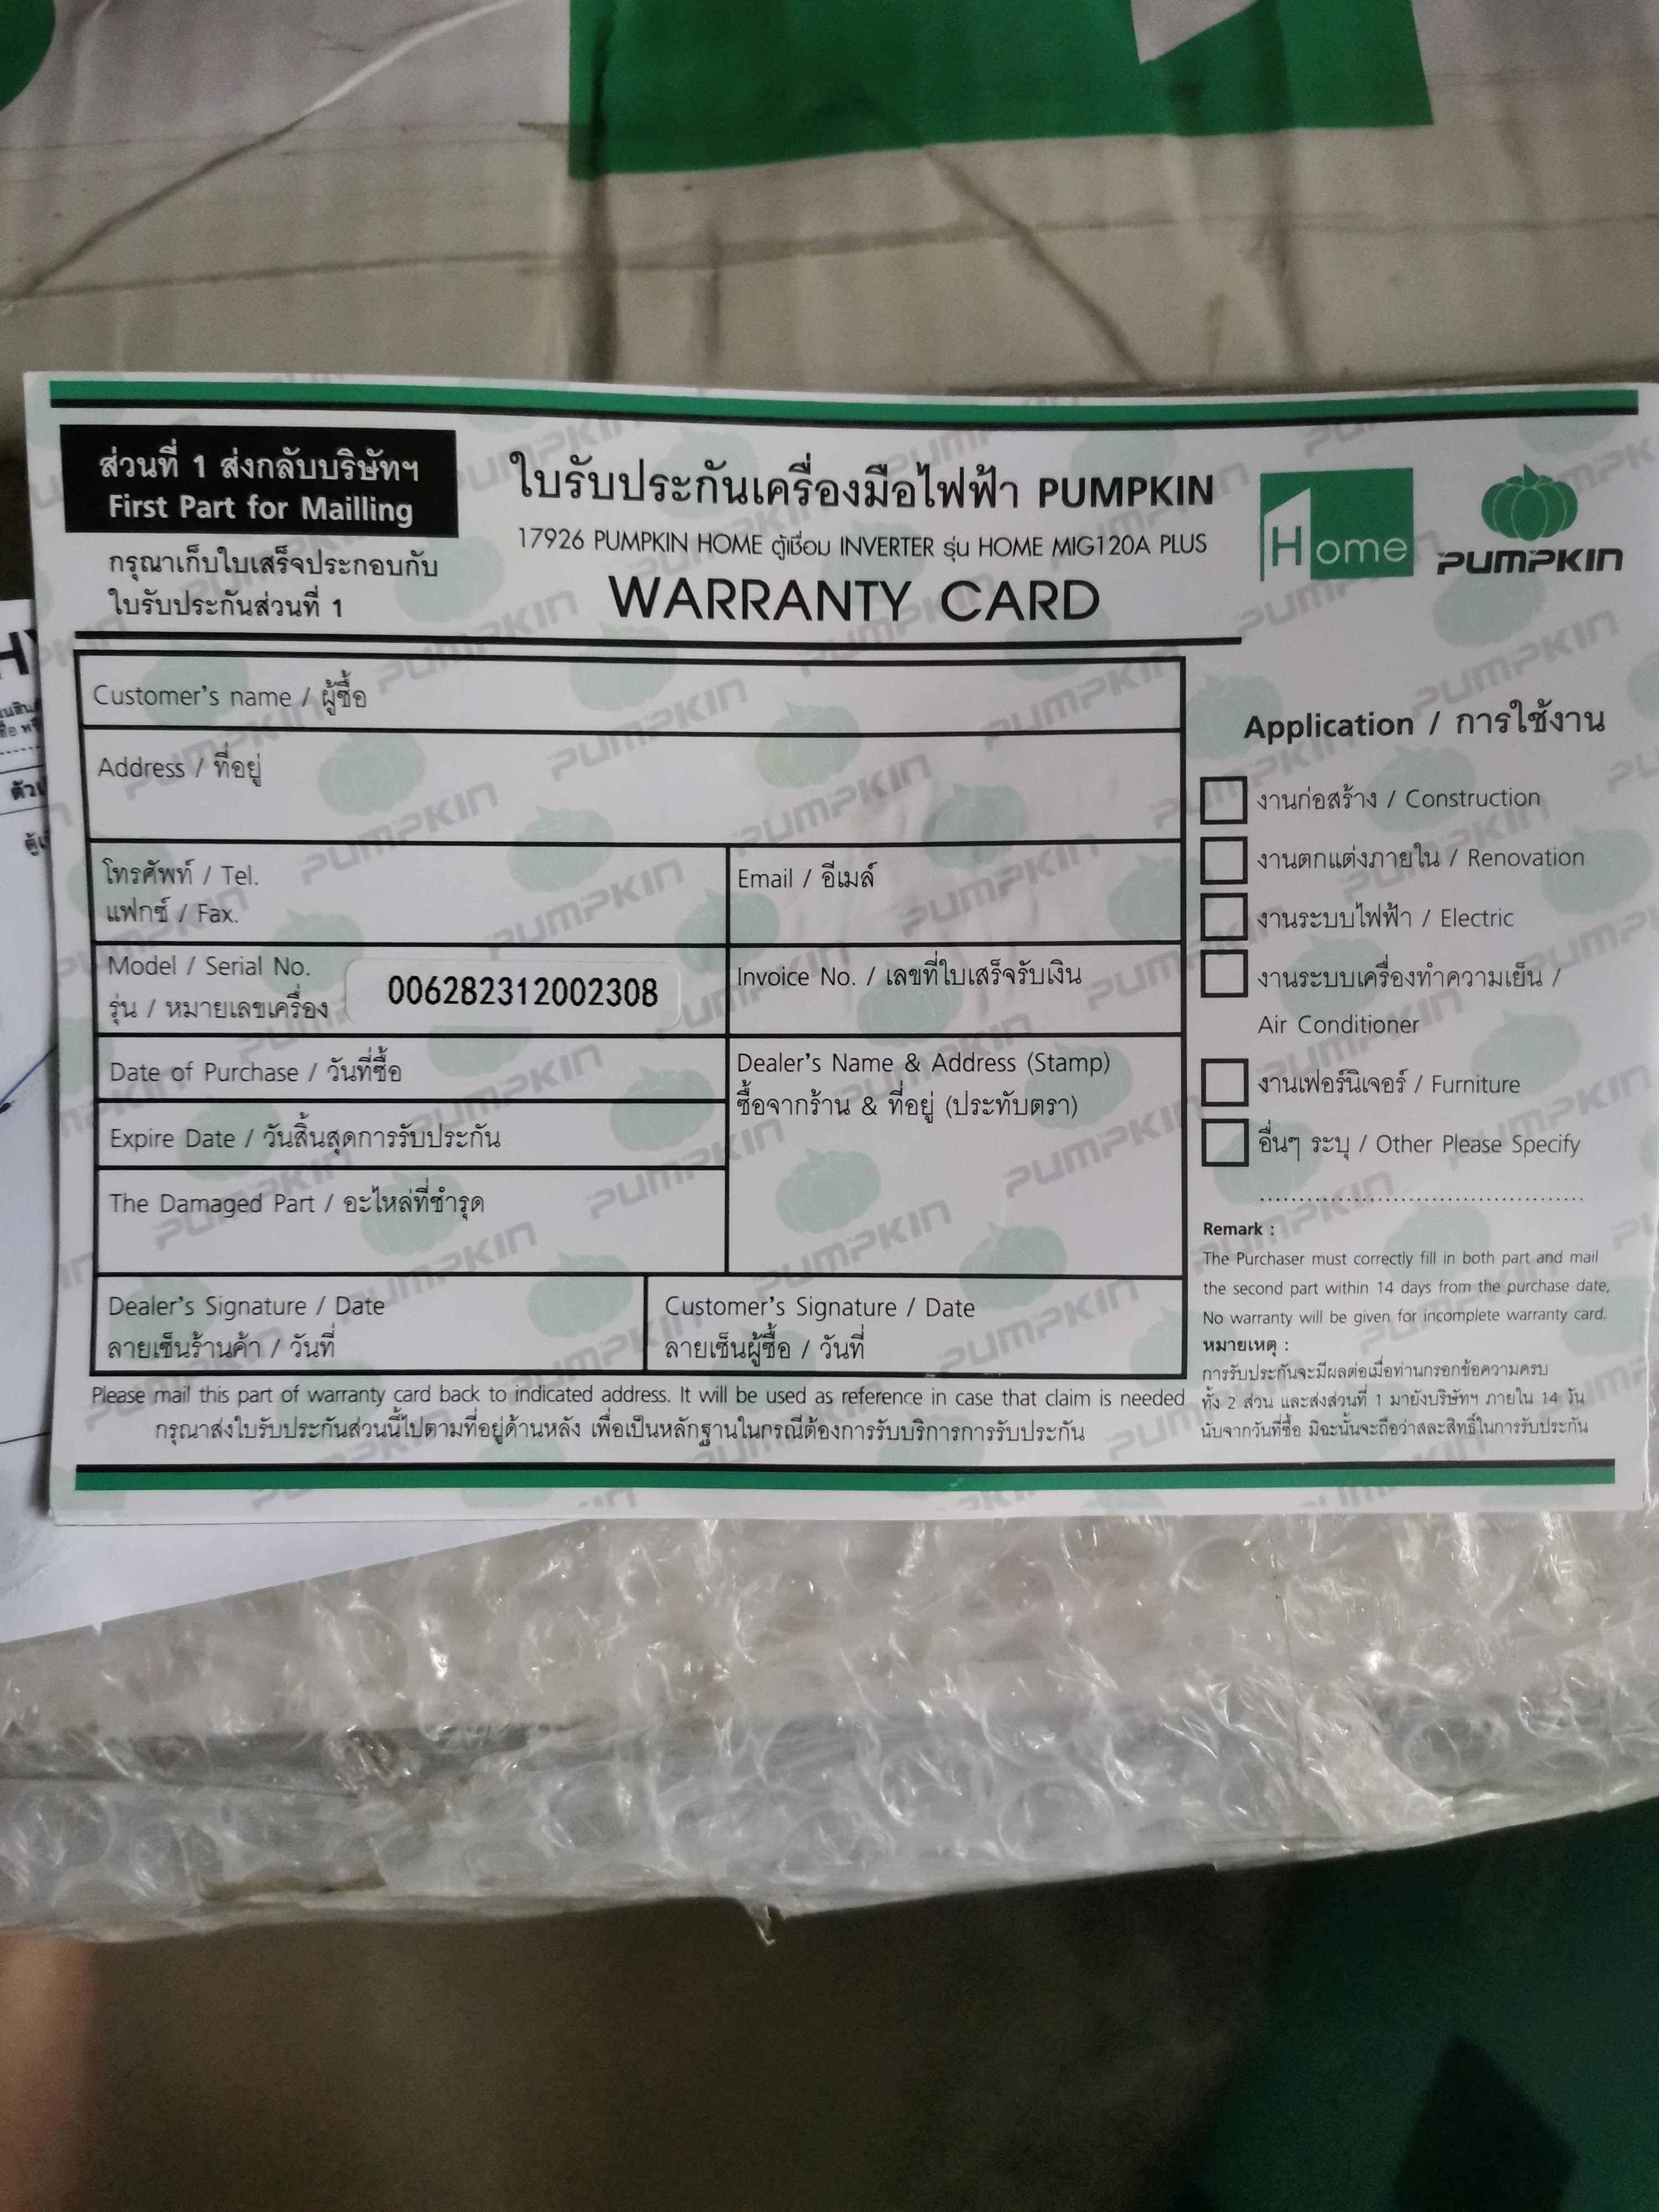 ส่วนที่ 1 ส่งกลับบริษัทฯ
First Part for Mailling
กรุณาเก็บใบเสร็จประกอบกับ
ใบรับประกันส่วนที่ 1
ใบรับประกันเครื่องมือไฟฟ้า PUMPKIN
17926 PUMPKIN HOME ตู้เชื่อม INVERTER รุ่น HOME MIG120A PLUS
WARRANTY CARD
Home
PUMPKIN
Customer's name / ผู้ซื้อ
Address / ที่อยู่
โทรศัพท์ / Tel.
แฟกซ์ / Fax.
Email / อีเมล์
Model / Serial No.
รุ่น / หมายเลขเครื่อง
006282312002308
Invoice No. / เลขที่ใบเสร็จรับเงิน
Date of Purchase / วันที่ซื้อ
Expire Date / วันสิ้นสุดการรับประกัน
The Damaged Part / อะไหล่ที่ชำรุด
Dealer's Name & Address (Stamp)
ซื้อจากร้าน & ที่อยู่ (ประทับตรา)
Dealer's Signature / Date
ลายเซ็นร้านค้า / วันที่
Customer's Signature / Date
ลายเซ็นผู้ซื้อ / วันที่
Please mail this part of warranty card back to indicated address. It will be used as reference in case that claim is needed
กรุณาส่งใบรับประกันส่วนนี้ไปตามที่อยู่ด้านหลัง เพื่อเป็นหลักฐานในกรณีต้องการรับบริการการรับประกัน
Application / การใช้งาน
งานก่อสร้าง / Construction
งานตกแต่งภายใน / Renovation
งานระบบไฟฟ้า / Electric
งานระบบเครื่องทำความเย็น /
Air Conditioner
งานเฟอร์นิเจอร์ / Furniture
อื่นๆ ระบุ / Other Please Specify
Remark :
The Purchaser must correctly fill in both part and mail
the second part within 14 days from the purchase date,
No warranty will be given for incomplete warranty card.
หมายเหตุ :
การรับประกันจะมีผลต่อเมื่อท่านกรอกข้อความครบ
ทั้ง 2 ส่วน และส่งส่วนที่ 1 มายังบริษัทฯ ภายใน 14 วัน
นับจากวันที่ซื้อ มิฉะนั้นจะถือว่าสละสิทธิ์ในการรับประกัน